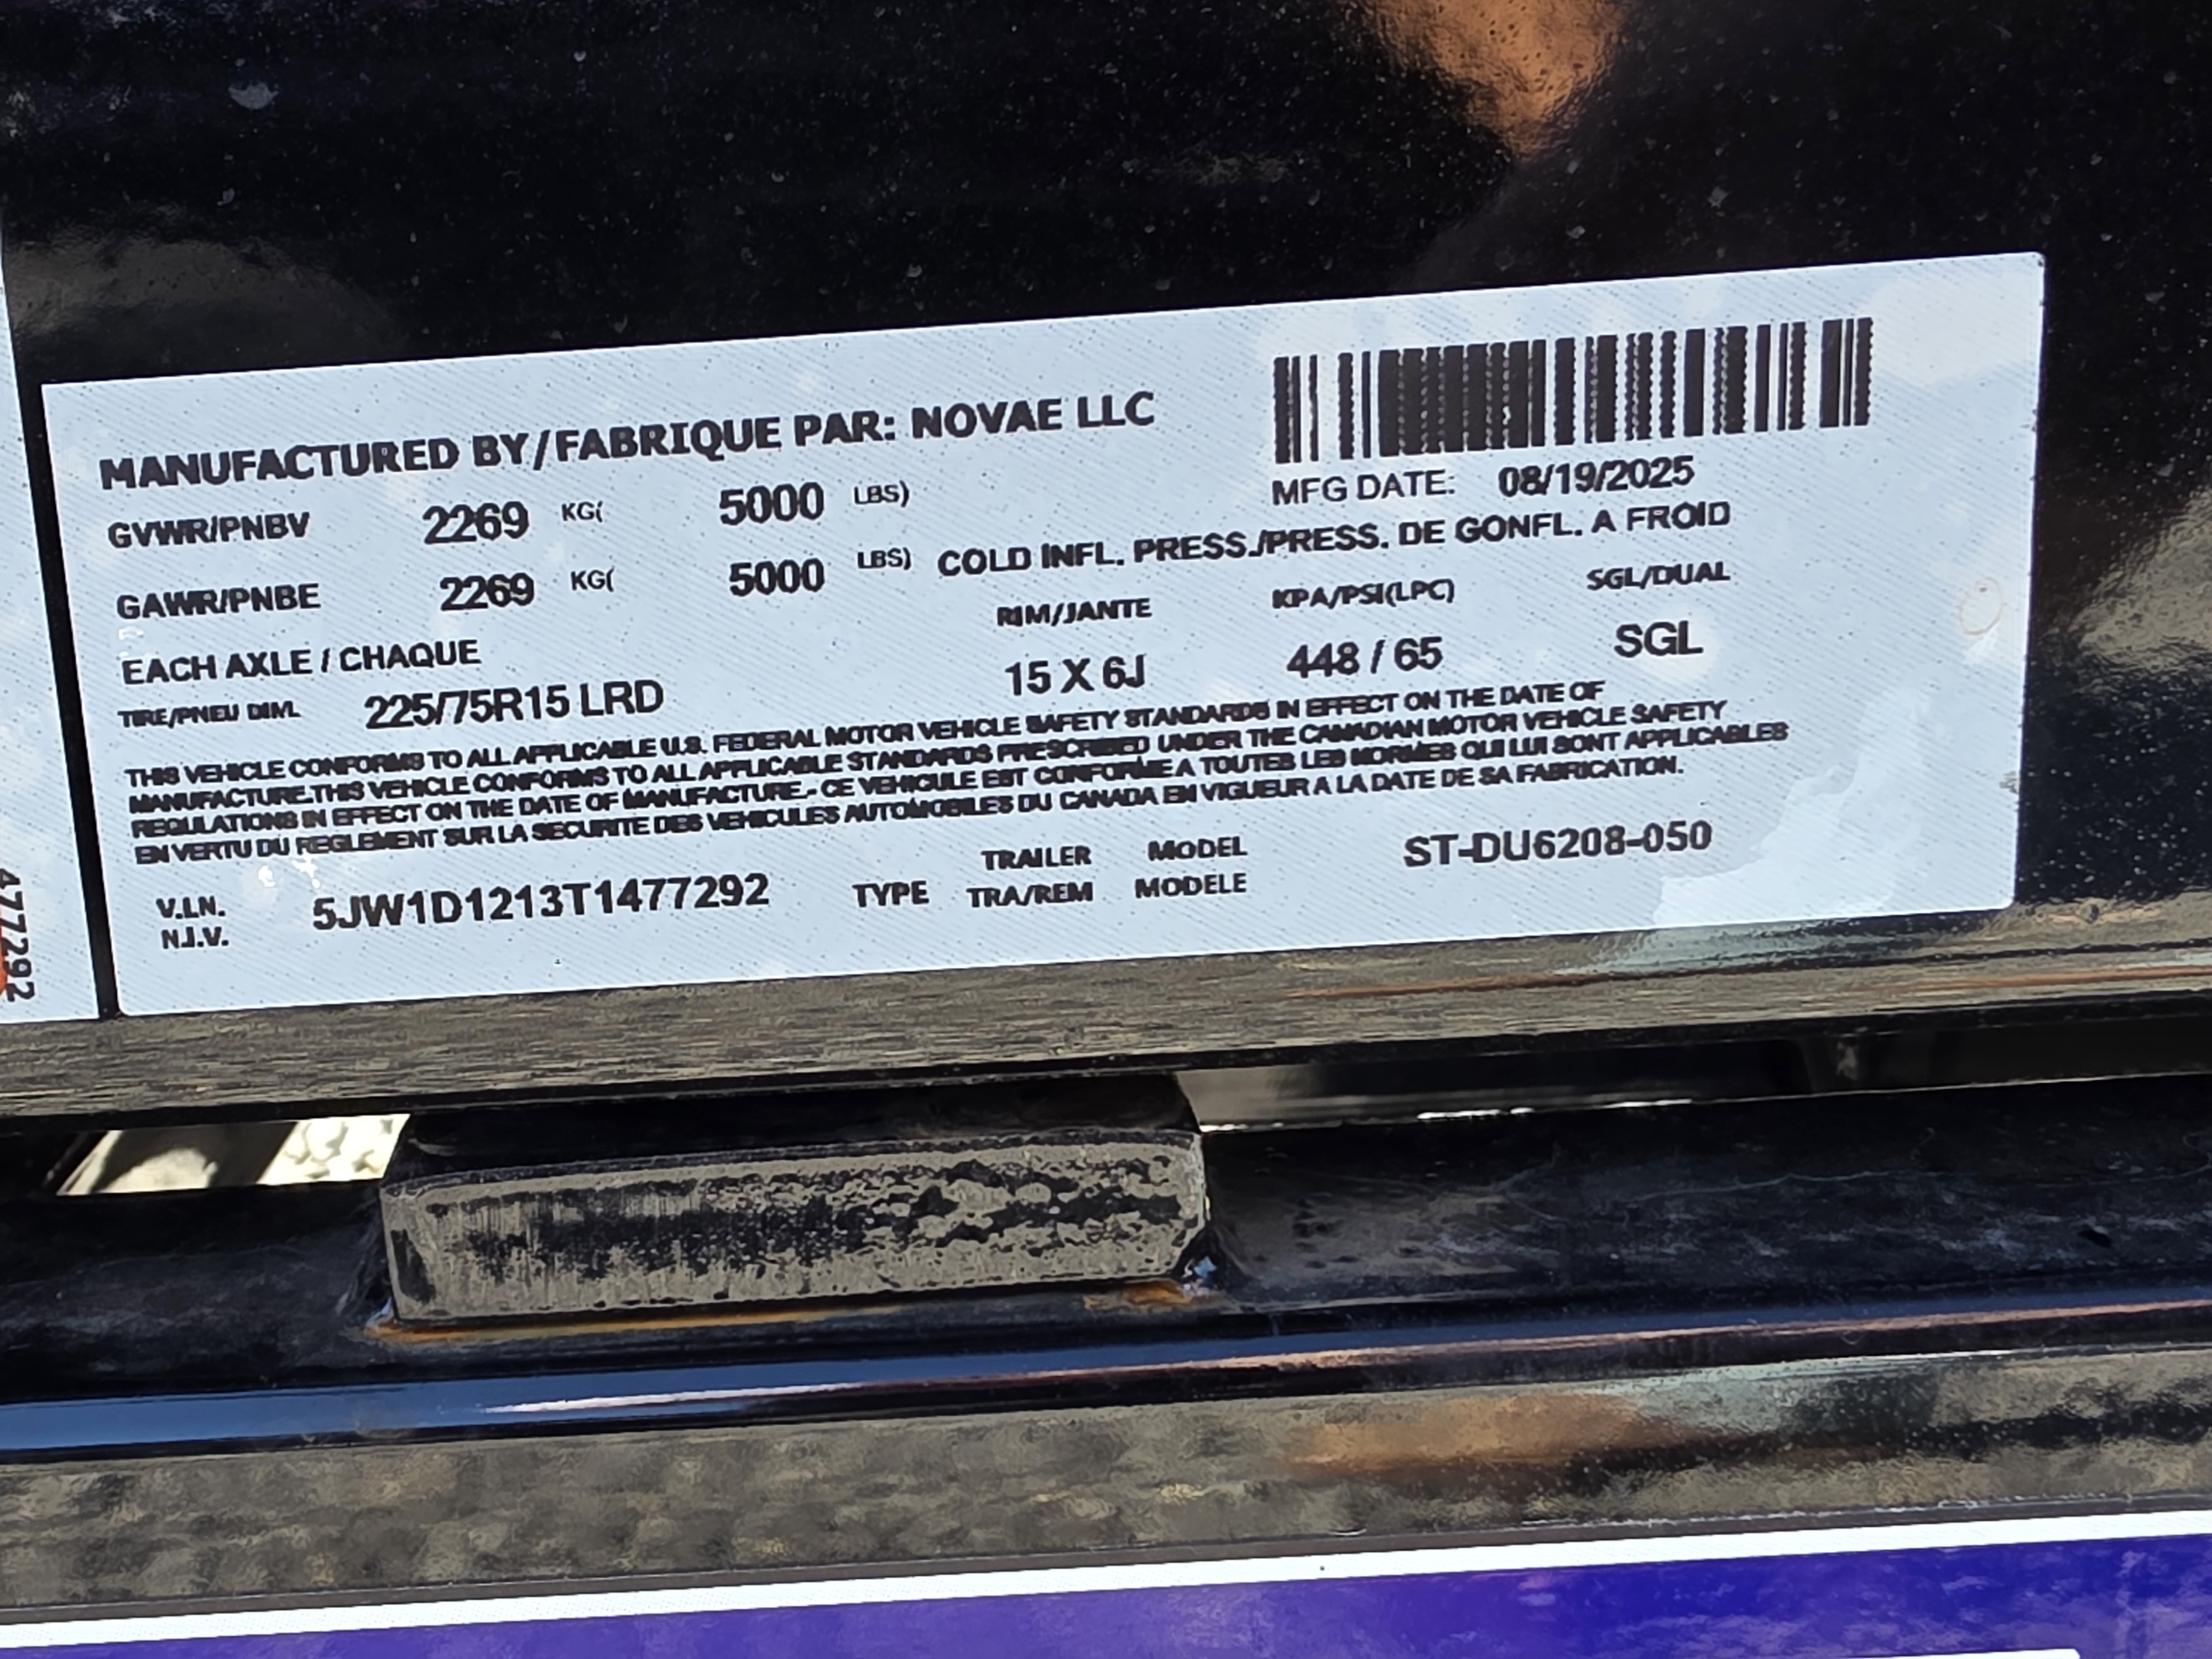 MANUFACTURED BY/FABRIQUE PAR: NOVAE LLC
MFG DATE: 08/19/2025
GVWR/PNBV 2269 KG( 5000 LBS)
GAWR/PNBE 2269 KG( 5000 LBS) COLD INFL. PRESS./PRESS. DE GONFL. A FROID
EACH AXLE / CHAQUE RIM/JANTE KPA/PSI(LPC) SGL/DUAL
TIRE/PNEU DIM. 225/75R15 LRD 15 X 6J 448 / 65 SGL
THIS VEHICLE CONFORMS TO ALL APPLICABLE U.S. FEDERAL MOTOR VEHICLE SAFETY STANDARDS IN EFFECT ON THE DATE OF
MANUFACTURE.THIS VEHICLE CONFORMS TO ALL APPLICABLE STANDARDS PRESCRIBED UNDER THE CANADIAN MOTOR VEHICLE SAFETY
REGULATIONS IN EFFECT ON THE DATE OF MANUFACTURE.- CE VEHICULE EST CONFORME A TOUTES LES NORMES QUI LUI SONT APPLICABLES
EN VERTU DU REGLEMENT SUR LA SECURITE DES VEHICULES AUTOMOBILES DU CANADA EN VIGUEUR A LA DATE DE SA FABRICATION.
V.I.N. 5JW1D1213T1477292 TYPE TRAILER MODEL ST-DU6208-050
N.I.V. TRA/REM MODELE
477292